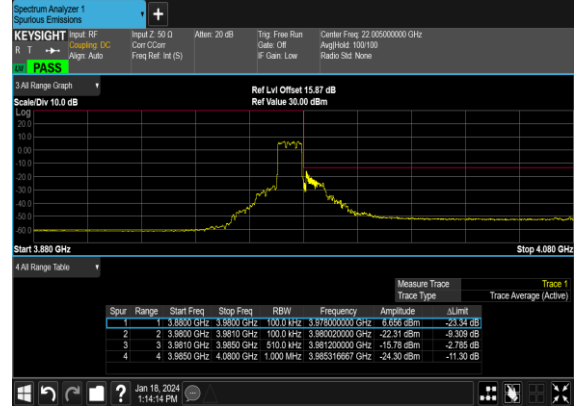 Spectrum Analyzer 1
Spurious Emissions
+
KEYSIGHT Input: RF Input Z: 50 Ω Atten: 20 dB Trig: Free Run Center Freq: 22.005000000 GHz
R T Coupling: DC Corr CCorr Gate: Off Avg|Hold: 100/100
Align: Auto Freq Ref: Int (S) IF Gain: Low Radio Std: None
PASS
3 All Range Graph
Ref Lvl Offset 15.87 dB
Scale/Div 10.0 dB Ref Value 30.00 dBm
Log
20.0
10.0
0.00
-10.0
-20.0
-30.0
-40.0
-50.0
-60.0
Start 3.880 GHz Stop 4.080 GHz
4 All Range Table
Measure Trace Trace 1
Trace Type Trace Average (Active)
Spur Range Start Freq Stop Freq RBW Frequency Amplitude ΔLimit
1 1 3.8800 GHz 3.9800 GHz 100.0 kHz 3.978000000 GHz 6.656 dBm -23.34 dB
2 2 3.9800 GHz 3.9810 GHz 100.0 kHz 3.980020000 GHz -22.31 dBm -9.309 dB
3 3 3.9810 GHz 3.9850 GHz 510.0 kHz 3.981200000 GHz -15.78 dBm -2.785 dB
4 4 3.9850 GHz 4.0800 GHz 1.000 MHz 3.985316667 GHz -24.30 dBm -11.30 dB
? Jan 18, 2024
1:14:14 PM